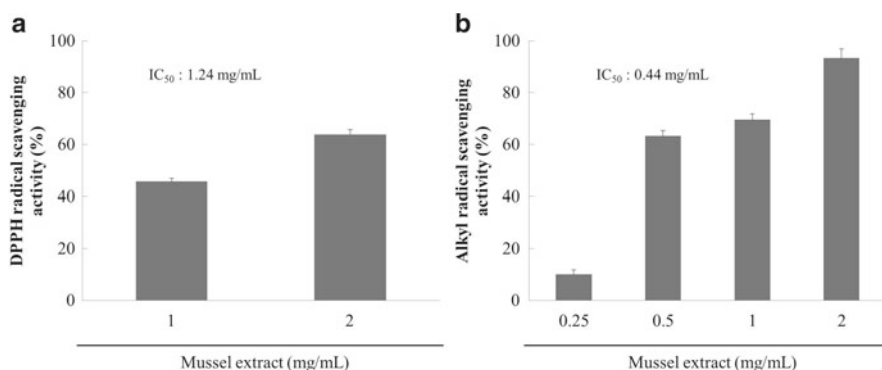 a
DPPH radical scavenging
activity (%)
100
80
60
40
20
0
IC₅₀ : 1.24 mg/mL
1 2
Mussel extract (mg/mL)
b
Alkyl radical scavenging
activity (%)
100
80
60
40
20
0
IC₅₀ : 0.44 mg/mL
0.25 0.5 1 2
Mussel extract (mg/mL)